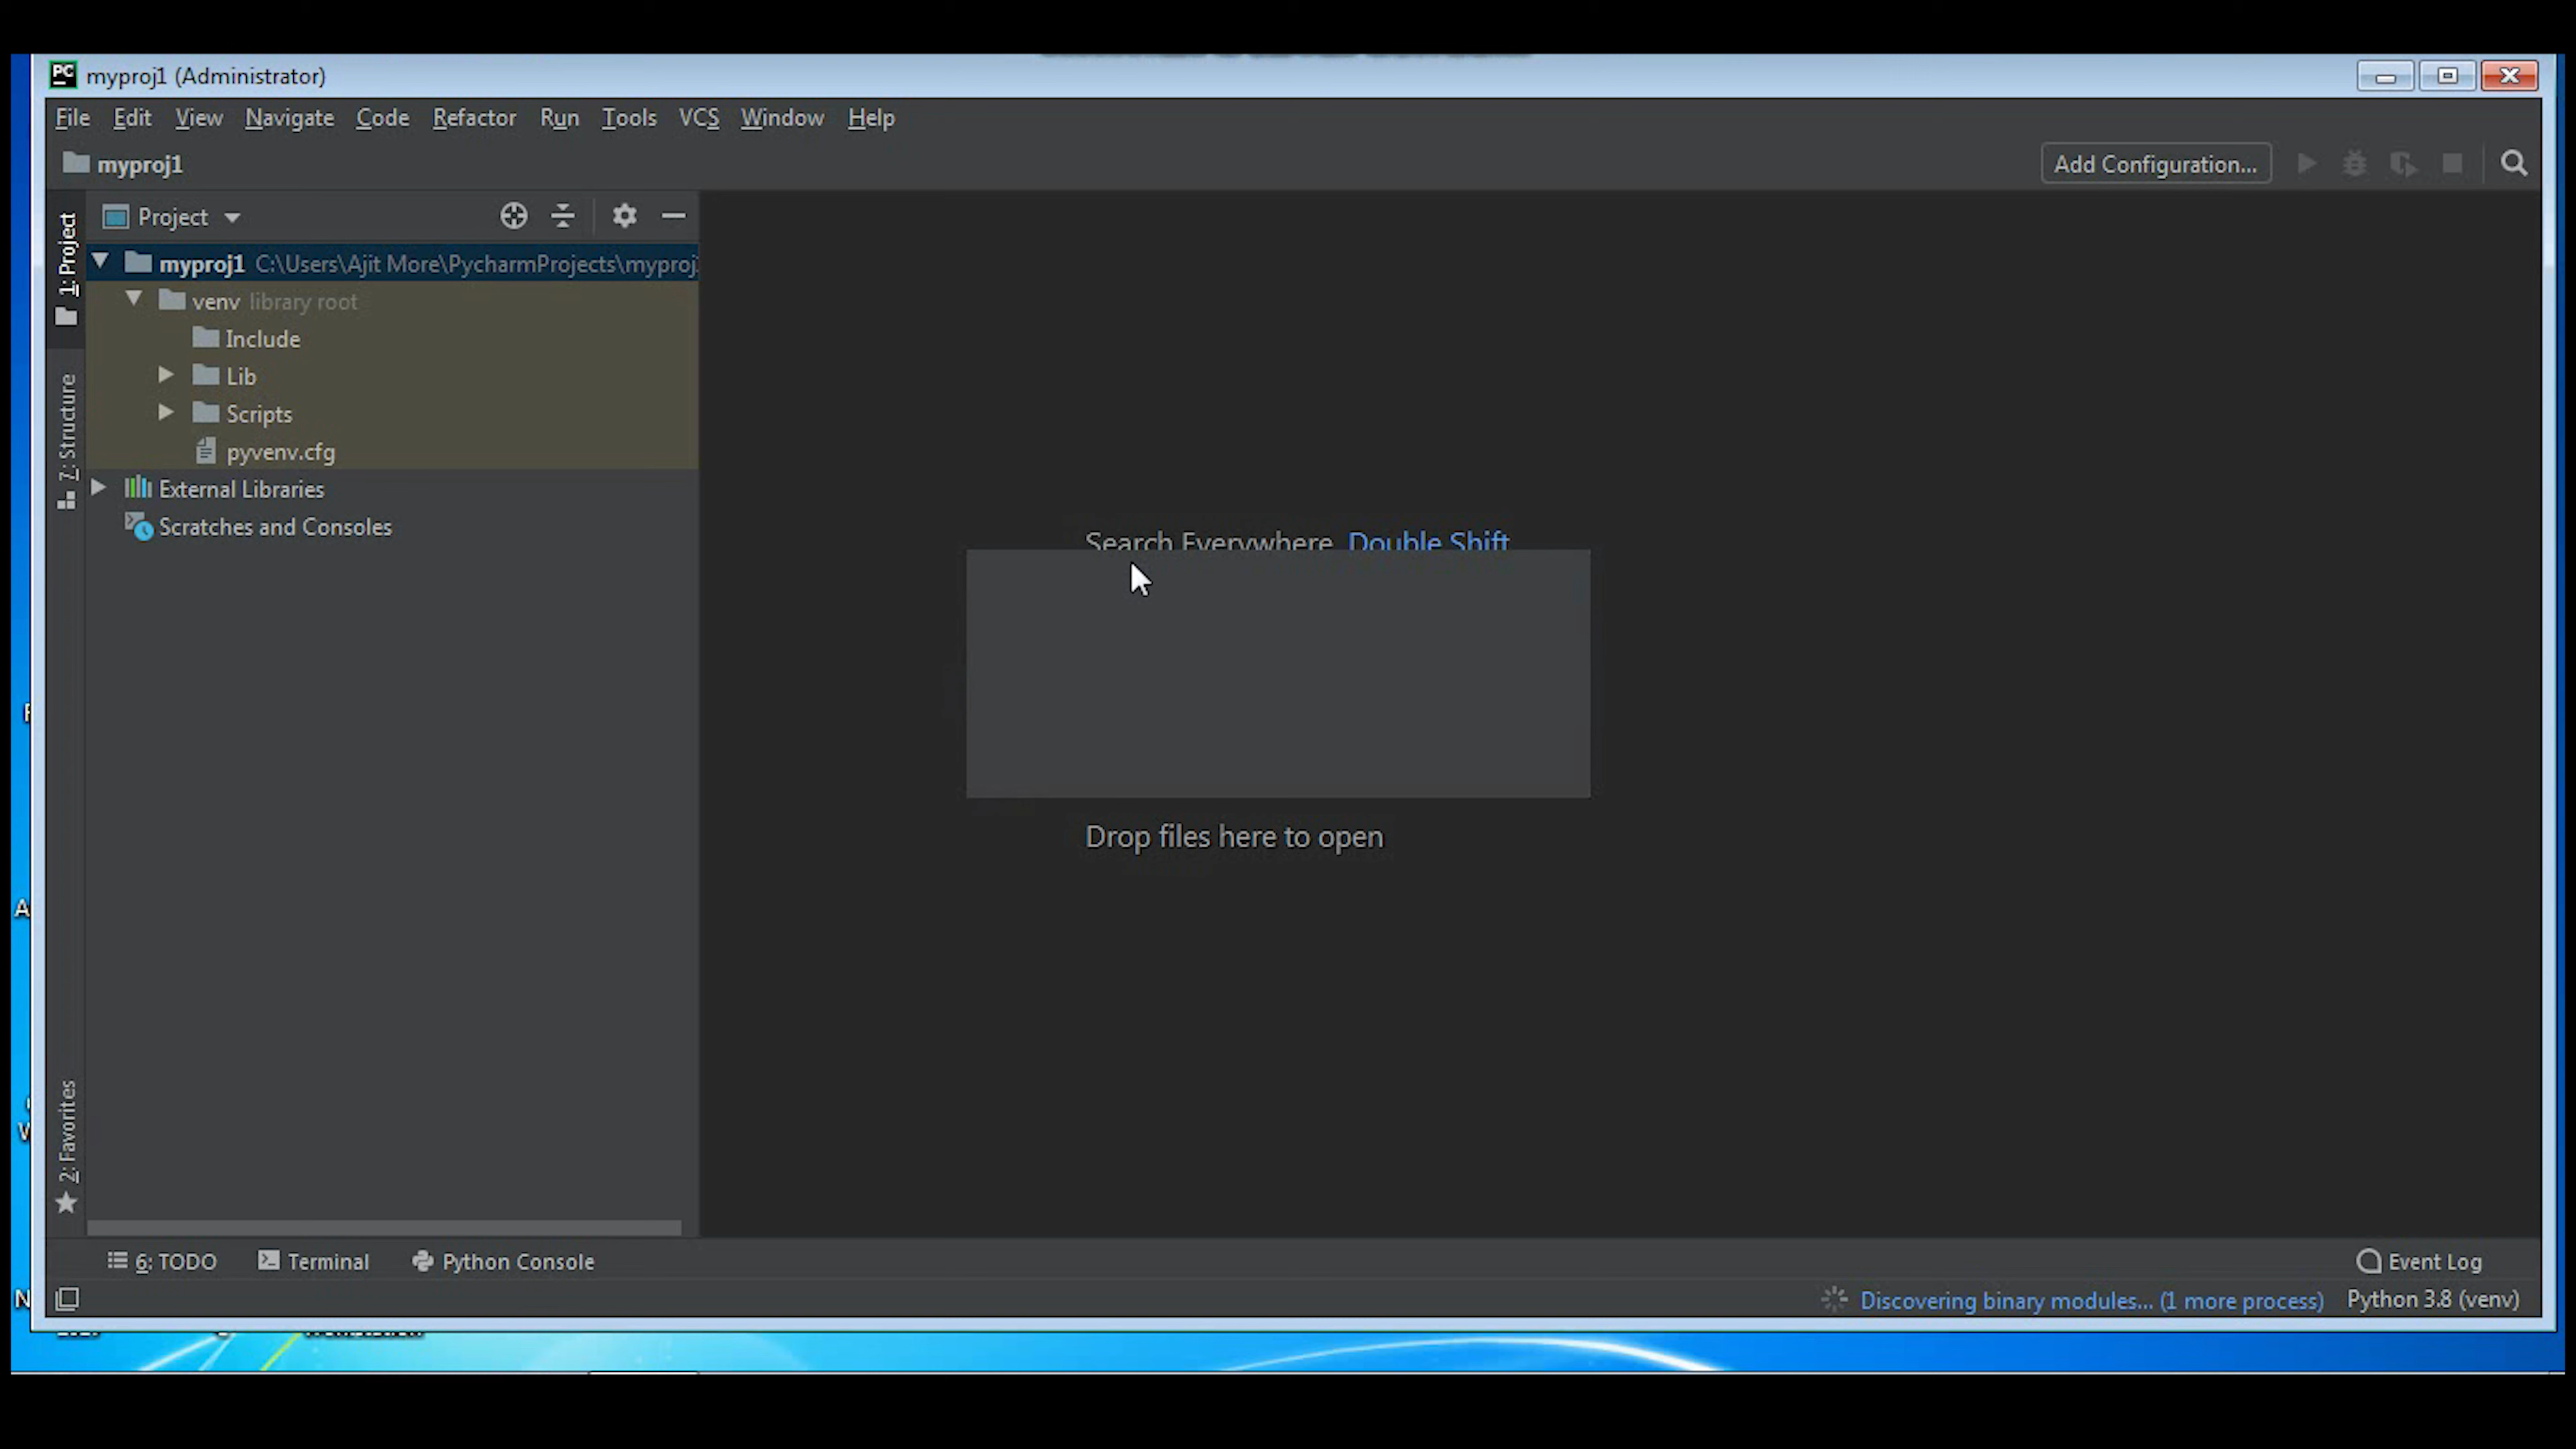 myproj1 (Administrator)
File Edit View Navigate Code Refactor Run Tools VCS Window Help
myproj1
Add Configuration...
1: Project
Project
myproj1 C:\Users\Ajit More\PycharmProjects\myproj
venv library root
Include
Lib
Scripts
pyvenv.cfg
External Libraries
Scratches and Consoles
7: Structure
Search Everywhere Double Shift
Drop files here to open
2: Favorites
6: TODO Terminal Python Console
Event Log
Discovering binary modules... (1 more process) Python 3.8 (venv)